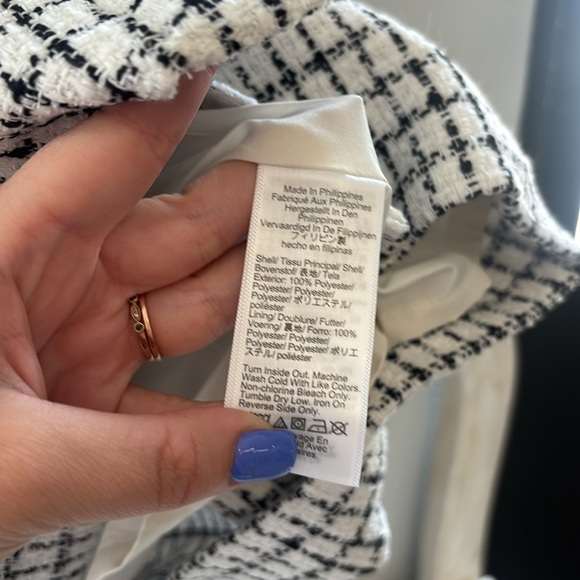 Made In Philippines
Fabriqué Aux Philippines
Hergestellt In Den
Philippinen
Vervaardigd In De Filippijnen
フィリピン製
hecho en filipinas
Shell/ Tissu Principal/ Shell/
Bovenstof/ 表地/ Tela
Exterior: 100% Polyester/
Polyester/ Polyester/
Polyester/ ポリエステル/
poliéster
Lining/ Doublure/ Futter/
Voering/ 裏地/ Forro: 100%
Polyester/ Polyester/
Polyester/ Polyester/ ポリエ
ステル/ poliéster
Turn Inside Out. Machine
Wash Cold With Like Colors.
Non-chlorine Bleach Only.
Tumble Dry Low. Iron On
Reverse Side Only.
En
Avec